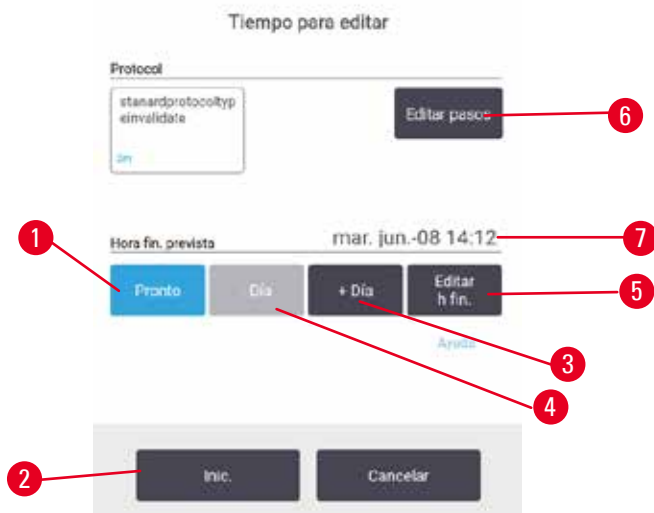 Tiempo para editar
Protocol
stanardprotocoltyp
einvalidate
Editar pasos
6
1
Hora fin. prevista
mar. jun.-08 14:12
7
Pronto
Día
+ Día
Editar
h fin.
5
Ayuda
3
4
2
Inic.
Cancelar